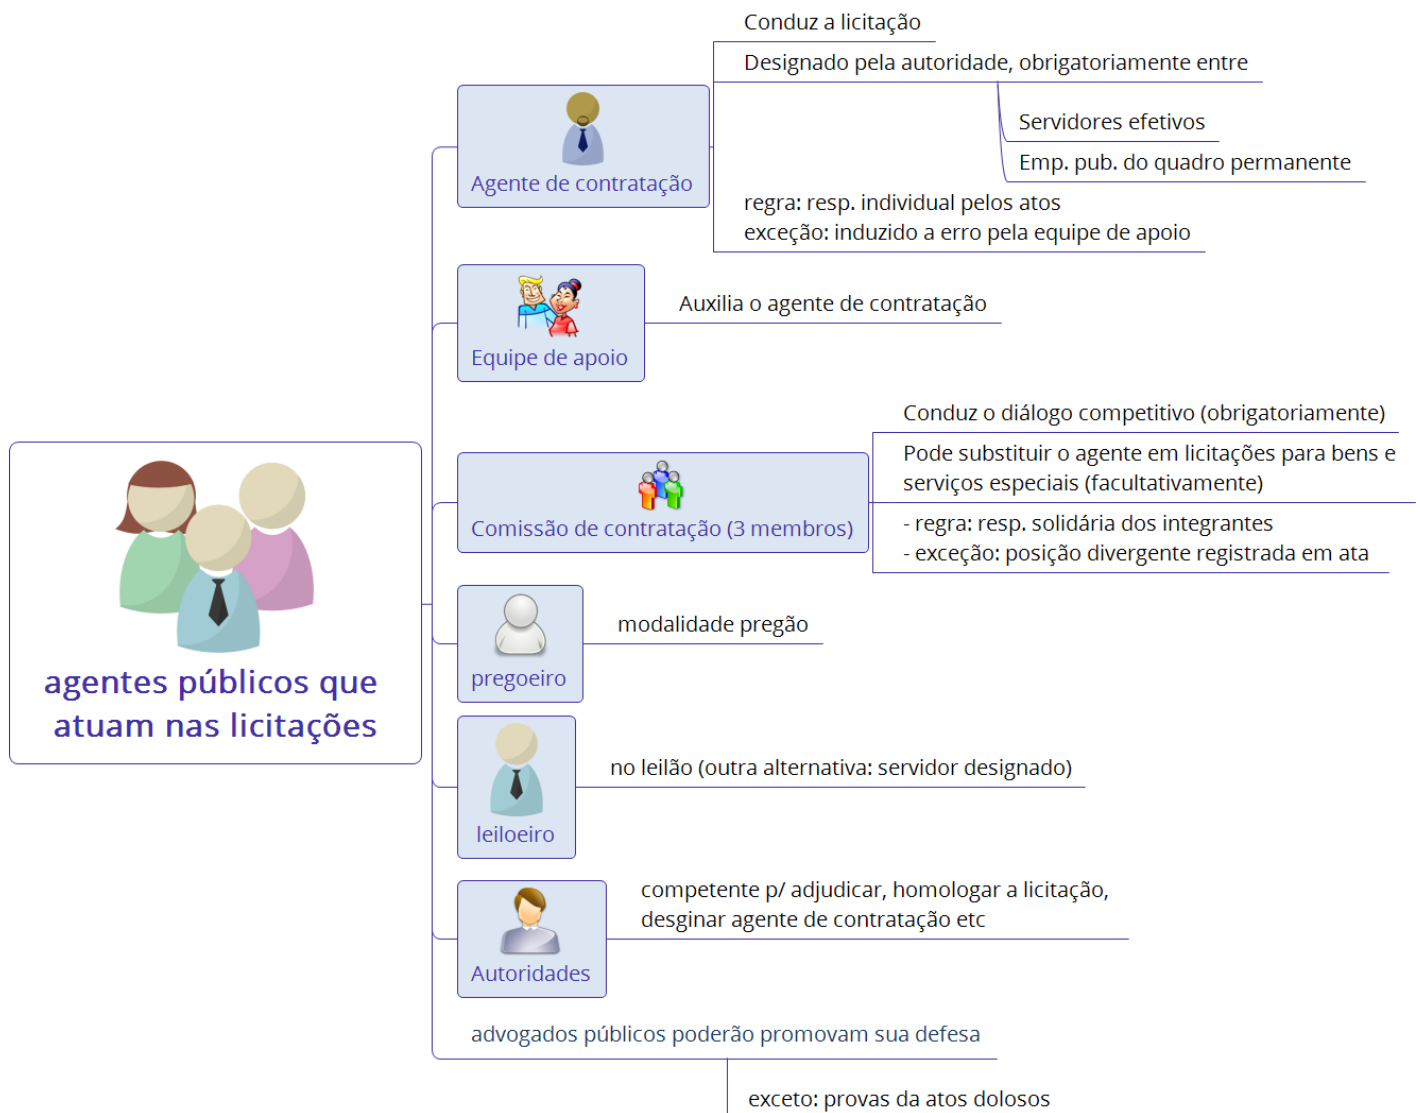 Conduz a licitação
Designado pela autoridade, obrigatoriamente entre
Servidores efetivos
Emp. pub. do quadro permanente
Agente de contratação
regra: resp. individual pelos atos
exceção: induzido a erro pela equipe de apoio
Auxilia o agente de contratação
Equipe de apoio
Conduz o diálogo competitivo (obrigatoriamente)
Pode substituir o agente em licitações para bens e
serviços especiais (facultativamente)
Comissão de contratação (3 membros)
- regra: resp. solidária dos integrantes
- exceção: posição divergente registrada em ata
agentes públicos que
atuam nas licitações
modalidade pregão
pregoeiro
no leilão (outra alternativa: servidor designado)
leiloeiro
competente p/ adjudicar, homologar a licitação,
desginar agente de contratação etc
Autoridades
advogados públicos poderão promovam sua defesa
exceto: provas da atos dolosos